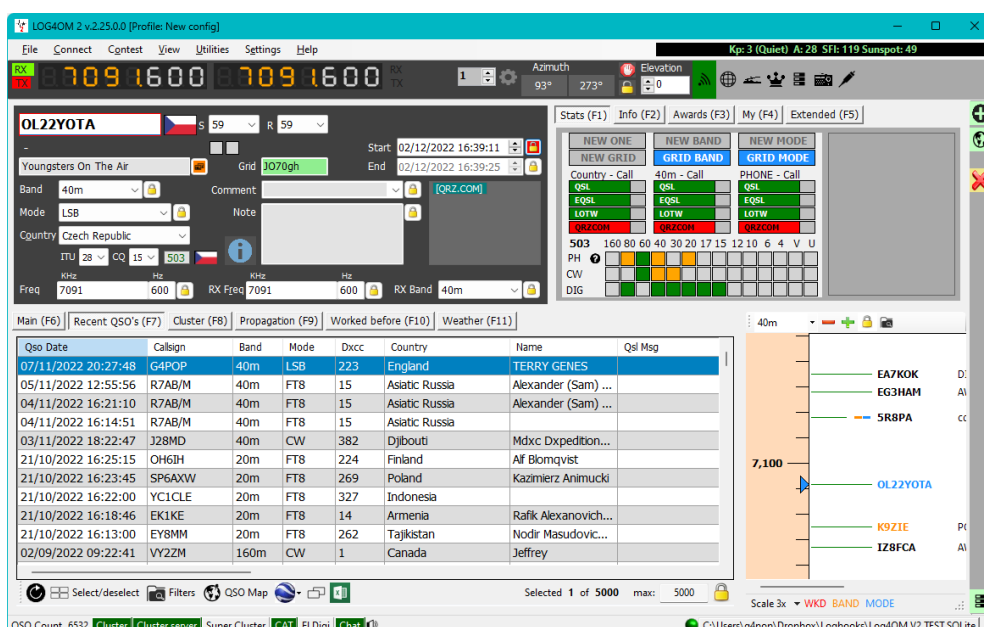 LOG4OM 2 v.2.25.0.0 [Profile: New config]
File Connect Contest View Utilities Settings Help
Kp: 3 (Quiet) A: 28 SFI: 119 Sunspot: 49
RX TX 7091.600 7091.600 RX TX 1 Azimuth 93° 273° Elevation 0
OL22YOTA S 59 R 59
-
Start 02/12/2022 16:39:11
Youngsters On The Air Grid JO70gh End 02/12/2022 16:39:25
Band 40m Comment [QRZ.COM]
Mode LSB Note
Country Czech Republic
ITU 28 CQ 15 503
KHz Hz KHz Hz
Freq 7091 600 RX Freq 7091 600 RX Band 40m
Stats (F1) Info (F2) Awards (F3) My (F4) Extended (F5)
NEW ONE NEW BAND NEW MODE
NEW GRID GRID BAND GRID MODE
Country - Call 40m - Call PHONE - Call
QSL QSL QSL
EQSL EQSL EQSL
LOTW LOTW LOTW
QRZCOM QRZCOM QRZCOM
503 160 80 60 40 30 20 17 15 12 10 6 4 V U
PH ?
CW
DIG
Main (F6) Recent QSO's (F7) Cluster (F8) Propagation (F9) Worked before (F10) Weather (F11)
Qso Date Callsign Band Mode Dxcc Country Name Qsl Msg
07/11/2022 20:27:48 G4POP 40m LSB 223 England TERRY GENES
05/11/2022 12:55:56 R7AB/M 40m FT8 15 Asiatic Russia Alexander (Sam) ...
04/11/2022 16:21:10 R7AB/M 40m FT8 15 Asiatic Russia Alexander (Sam) ...
04/11/2022 16:14:51 R7AB/M 40m FT8 15 Asiatic Russia
03/11/2022 18:22:47 J28MD 40m CW 382 Djibouti Mdxc Dxpedition...
21/10/2022 16:25:15 OH6IH 20m FT8 224 Finland Alf Blomqvist
21/10/2022 16:23:45 SP6AXW 20m FT8 269 Poland Kazimierz Animucki
21/10/2022 16:22:00 YC1CLE 20m FT8 327 Indonesia
21/10/2022 16:18:46 EK1KE 20m FT8 14 Armenia Rafik Alexanovich...
21/10/2022 16:13:00 EY8MM 20m FT8 262 Tajikistan Nodir Masudovic...
02/09/2022 09:22:41 VY2ZM 160m CW 1 Canada Jeffrey
Select/deselect Filters QSO Map Selected 1 of 5000 max: 5000
40m
EA7KOK
EG3HAM
5R8PA
7,100
OL22YOTA
K9ZIE
IZ8FCA
Scale 3x WKD BAND MODE
QSO Count 6532 Cluster Cluster server Super Cluster CAT FLDigi Chat C:\Users\g4pop\Dropbox\Logbooks\Log4OM V2 TEST.SQLite